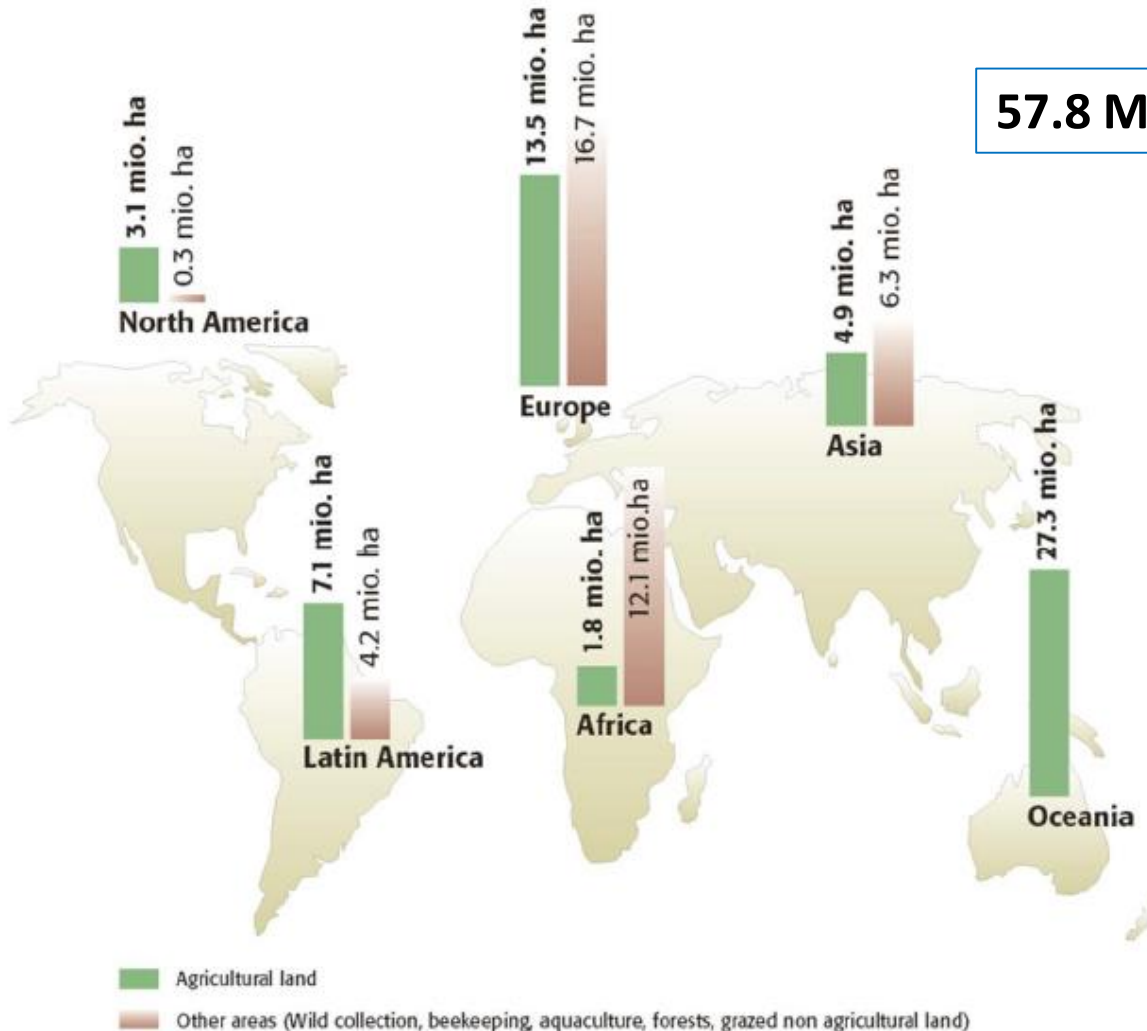 57.8 M
3.1 mio. ha
0.3 mio. ha
North America
13.5 mio. ha
16.7 mio. ha
Europe
4.9 mio. ha
6.3 mio. ha
Asia
7.1 mio. ha
4.2 mio. ha
Latin America
1.8 mio. ha
12.1 mio.ha
Africa
27.3 mio. ha
Oceania
Agricultural land
Other areas (Wild collection, beekeeping, aquaculture, forests, grazed non agricultural land)